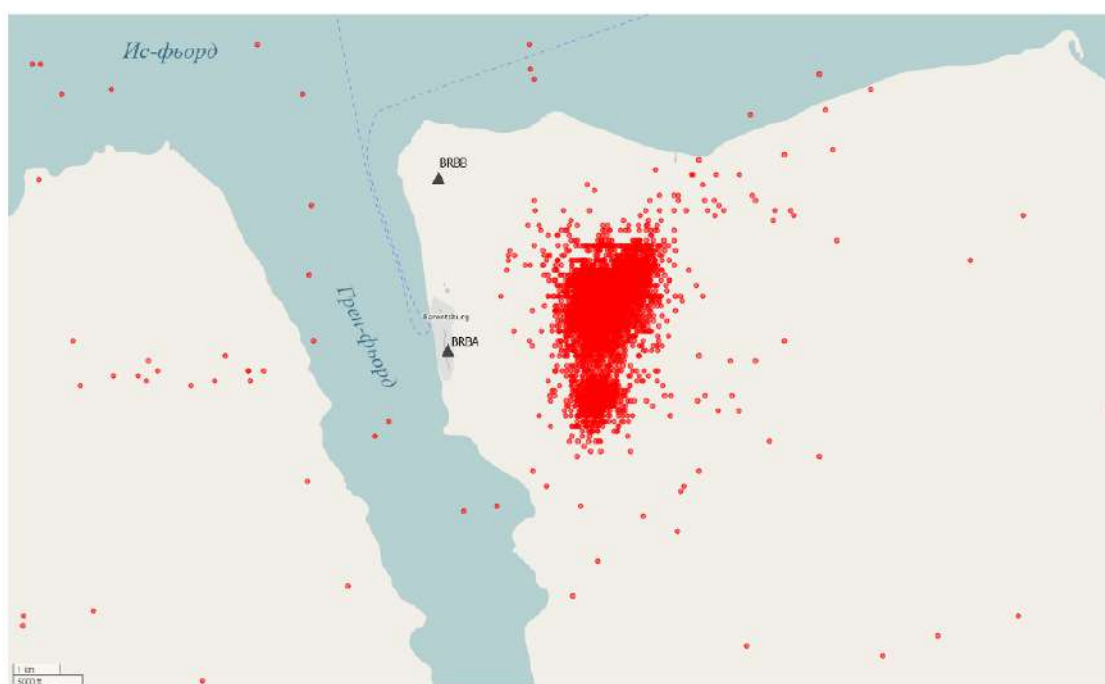 Ис-фьорд
BRBB
Грен-фьорд
Barentsburg
BRBA
1 km
5000 ft